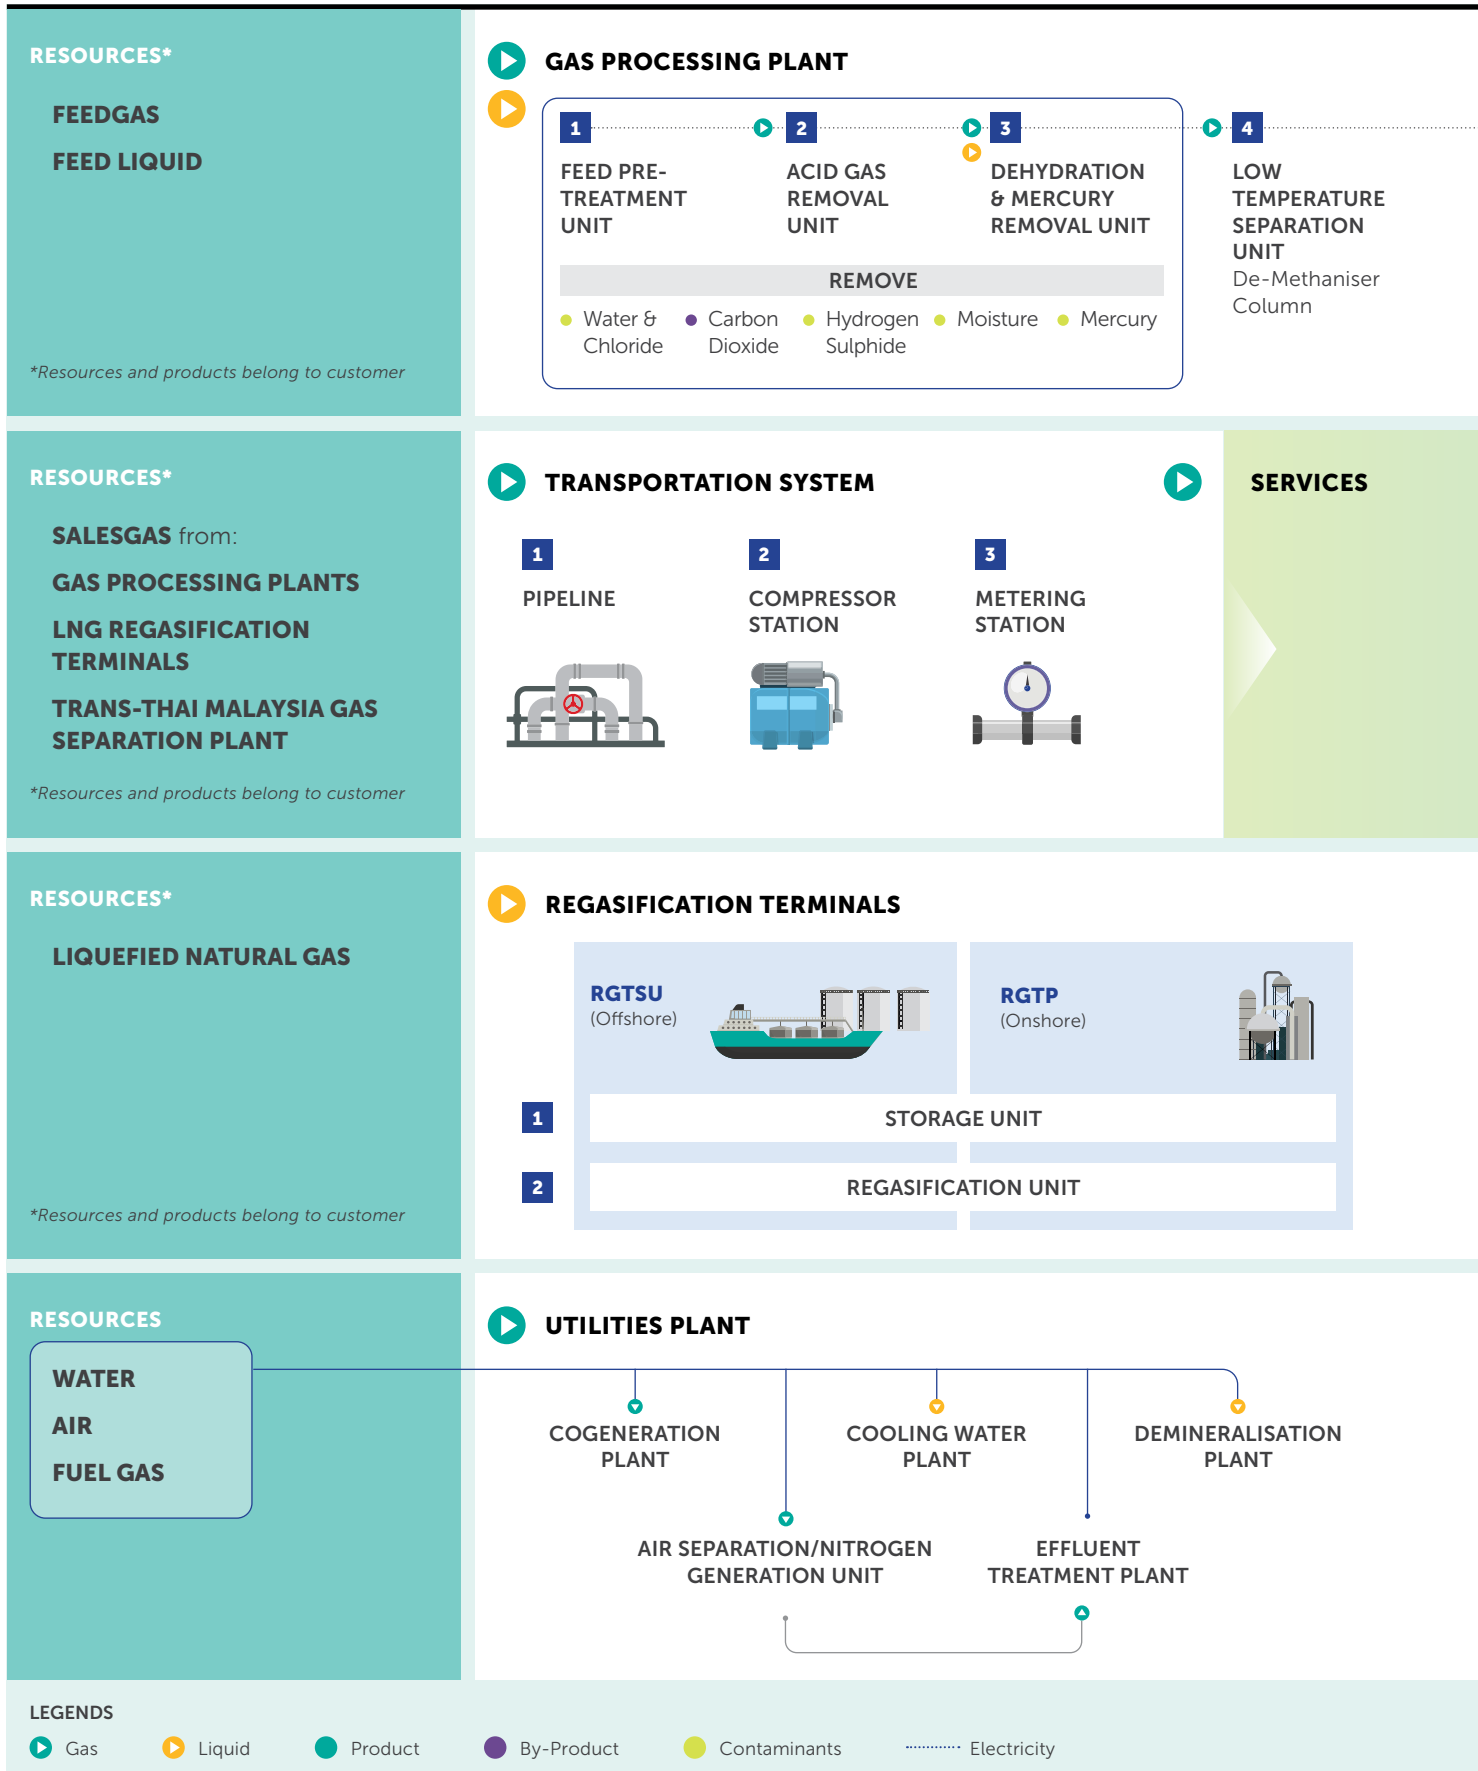 RESOURCES*
FEEDGAS
FEED LIQUID
*Resources and products belong to customer
GAS PROCESSING PLANT
1
2
3
4
FEED PRE-
TREATMENT
UNIT
ACID GAS
REMOVAL
UNIT
DEHYDRATION
& MERCURY
REMOVAL UNIT
LOW
TEMPERATURE
SEPARATION
UNIT
De-Methaniser
Column
REMOVE
Water &
Chloride
Carbon
Dioxide
Hydrogen
Sulphide
Moisture
Mercury
RESOURCES*
SALESGAS from:
GAS PROCESSING PLANTS
LNG REGASIFICATION
TERMINALS
TRANS-THAI MALAYSIA GAS
SEPARATION PLANT
*Resources and products belong to customer
TRANSPORTATION SYSTEM
1
PIPELINE
2
COMPRESSOR
STATION
3
METERING
STATION
SERVICES
RESOURCES*
LIQUEFIED NATURAL GAS
*Resources and products belong to customer
REGASIFICATION TERMINALS
RGTSU
(Offshore)
RGTP
(Onshore)
1
STORAGE UNIT
2
REGASIFICATION UNIT
RESOURCES
WATER
AIR
FUEL GAS
UTILITIES PLANT
COGENERATION
PLANT
COOLING WATER
PLANT
DEMINERALISATION
PLANT
AIR SEPARATION/NITROGEN
GENERATION UNIT
EFFLUENT
TREATMENT PLANT
LEGENDS
Gas
Liquid
Product
By-Product
Contaminants
Electricity